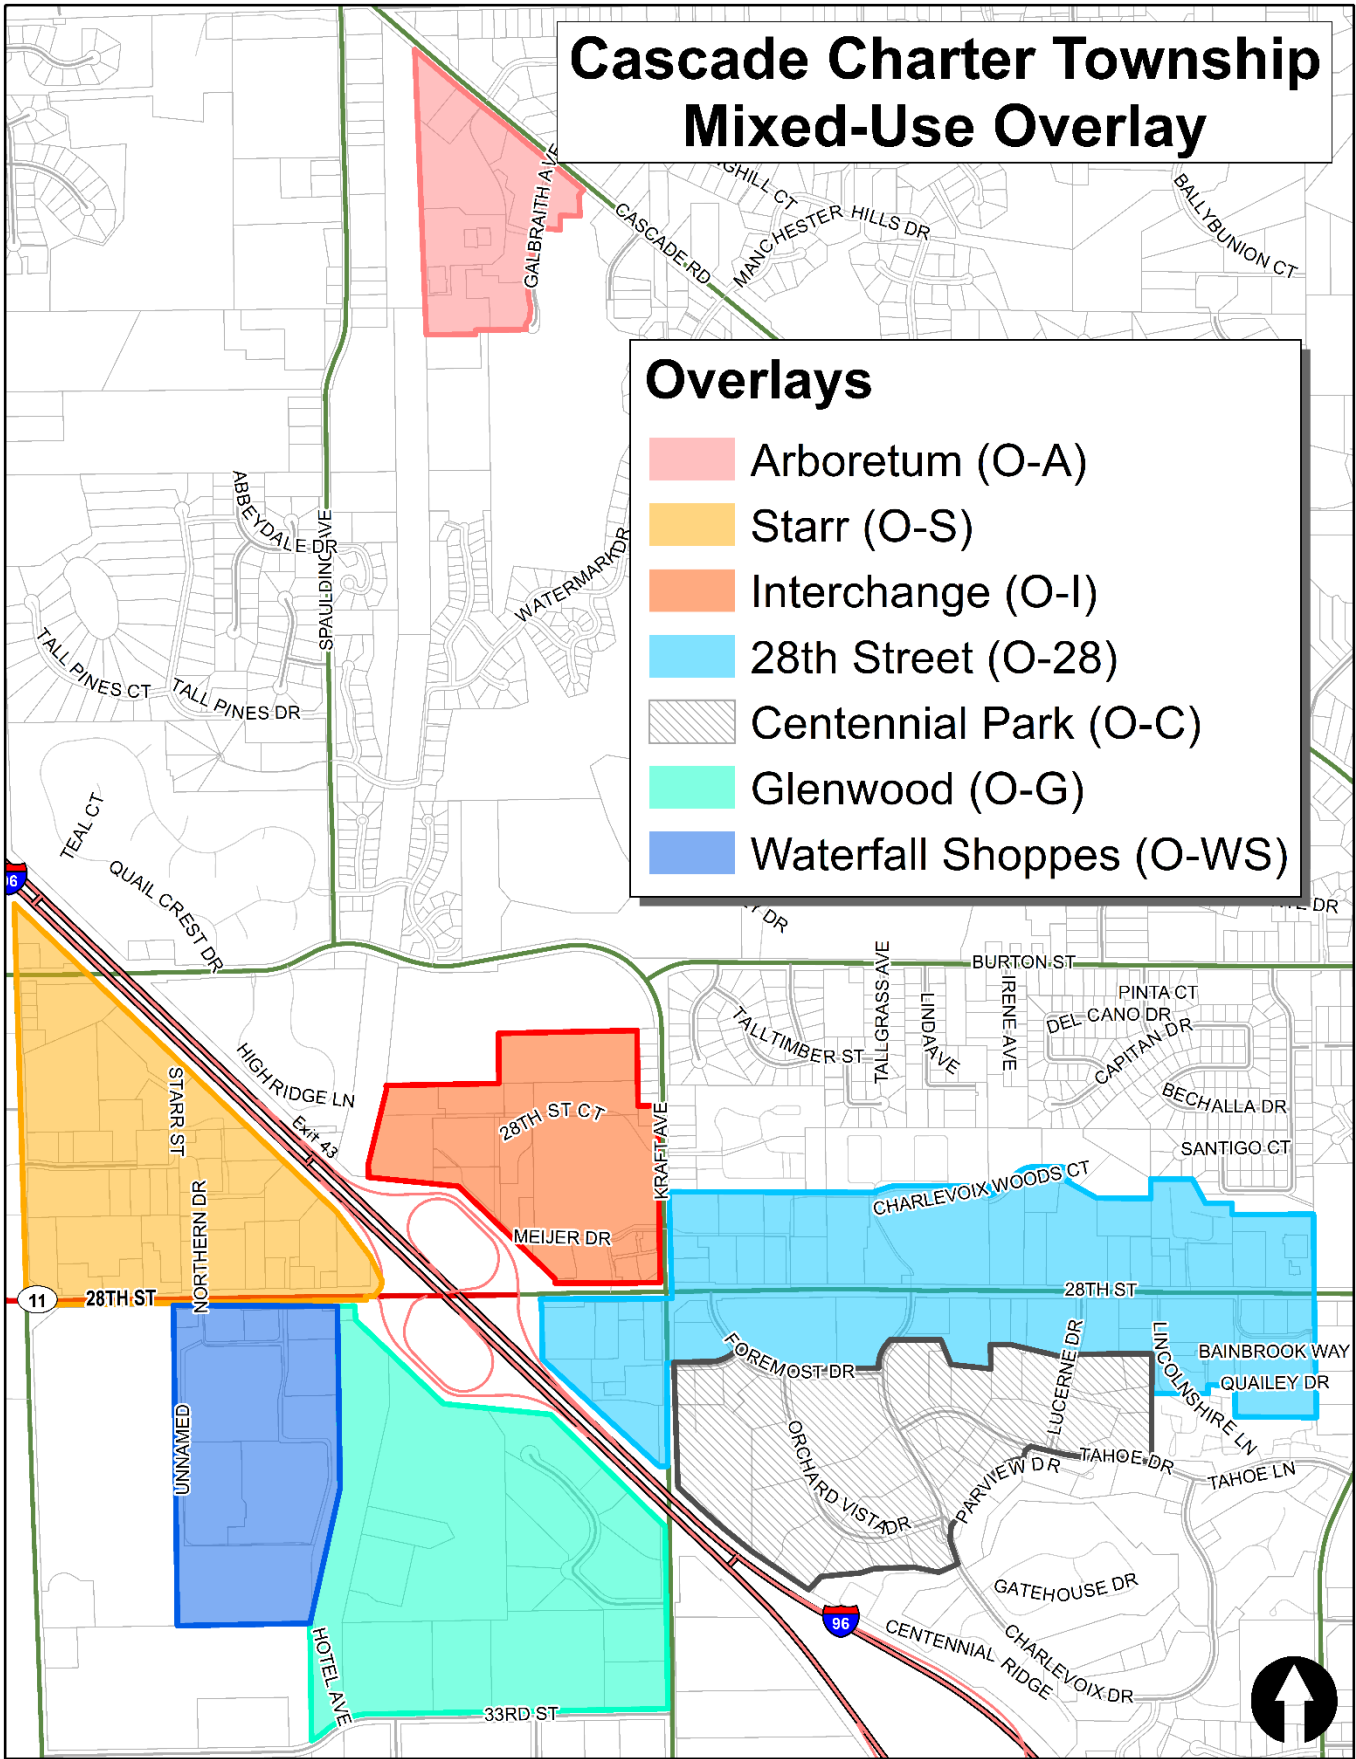 Cascade Charter Township
Mixed-Use Overlay
GALBRAITH AVE
CASCADE RD
GHILL CT
MANCHESTER HILLS DR
BALLYBUNION CT
Overlays
Arboretum (O-A)
Starr (O-S)
Interchange (O-I)
28th Street (O-28)
Centennial Park (O-C)
Glenwood (O-G)
Waterfall Shoppes (O-WS)
ABBEYDALE DR
SPAULDING AVE
WATERMARK DR
TALL PINES CT
TALL PINES DR
TEAL CT
QUAIL CREST DR
96
Y DR
DR
BURTON ST
TALLGRASS AVE
LINDA AVE
IRENE AVE
PINTA CT
DEL CANO DR
CAPITAN DR
TALLTIMBER ST
BECHALLA DR
SANTIGO CT
HIGHRIDGE LN
Exit 43
STARR ST
NORTHERN DR
28TH ST CT
KRAFT AVE
MEIJER DR
CHARLEVOIX WOODS CT
11
28TH ST
28TH ST
FOREMOST DR
LUCERNE DR
LINCOLNSHIRE LN
BAINBROOK WAY
QUAILEY DR
UNNAMED
ORCHARD VISTA DR
PARVIEW DR
TAHOE DR
TAHOE LN
GATEHOUSE DR
96
CENTENNIAL RIDGE
CHARLEVOIX DR
HOTEL AVE
33RD ST